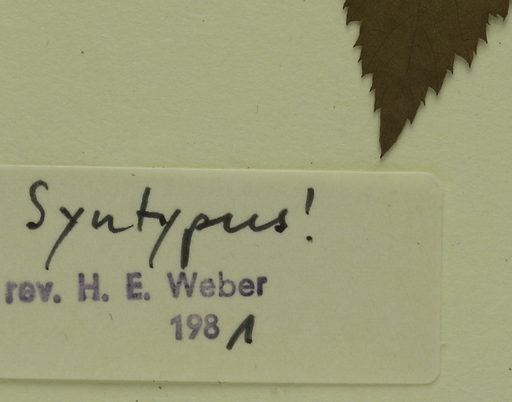 Syntypus!
rev. H. E. Weber
1981